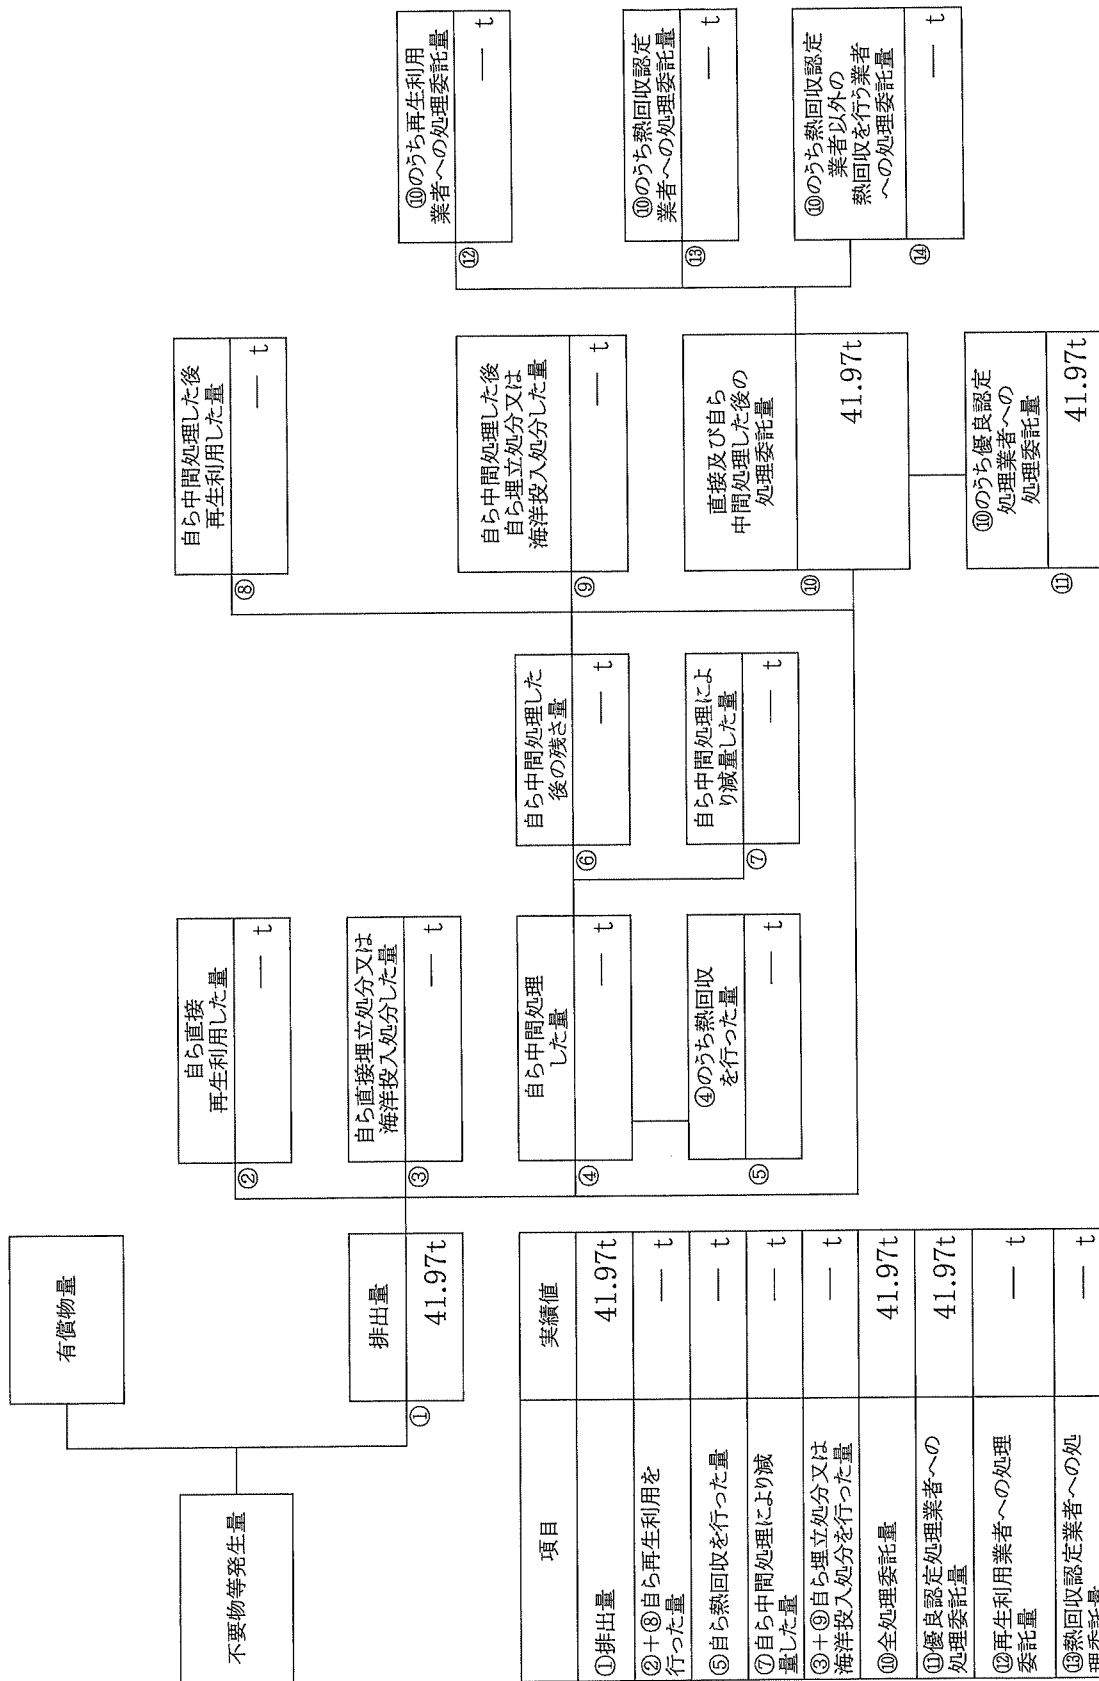 不要物等発生量
有償物量
排出量
①
41.97t
自ら直接
再生利用した量
②
― t
自ら直接埋立処分又は
海洋投入処分した量
③
― t
自ら中間処理
した量
④
― t
④のうち熱回収
を行った量
⑤
― t
自ら中間処理した
後の残さ量
⑥
― t
自ら中間処理によ
り減量した量
⑦
― t
自ら中間処理した後
再生利用した量
⑧
― t
自ら中間処理した後
自ら埋立処分又は
海洋投入処分した量
⑨
― t
直接及び自ら
中間処理した後の
処理委託量
⑩
41.97t
⑩のうち優良認定
処理業者への
処理委託量
⑪
41.97t
⑩のうち再生利用
業者への処理委託量
⑫
― t
⑩のうち熱回収認定
業者への処理委託量
⑬
― t
⑩のうち熱回収認定
業者以外の
熱回収を行う業者
への処理委託量
⑭
― t
項目 実績値
①排出量 41.97t
②+⑧自ら再生利用を
行った量 ― t
⑤自ら熱回収を行った量 ― t
⑦自ら中間処理により減
量した量 ― t
③+⑨自ら埋立処分又は
海洋投入処分を行った量 ― t
⑩全処理委託量 41.97t
⑪優良認定処理業者への
処理委託量 41.97t
⑫再生利用業者への処理
委託量 ― t
⑬熱回収認定業者への処
理委託量 ― t